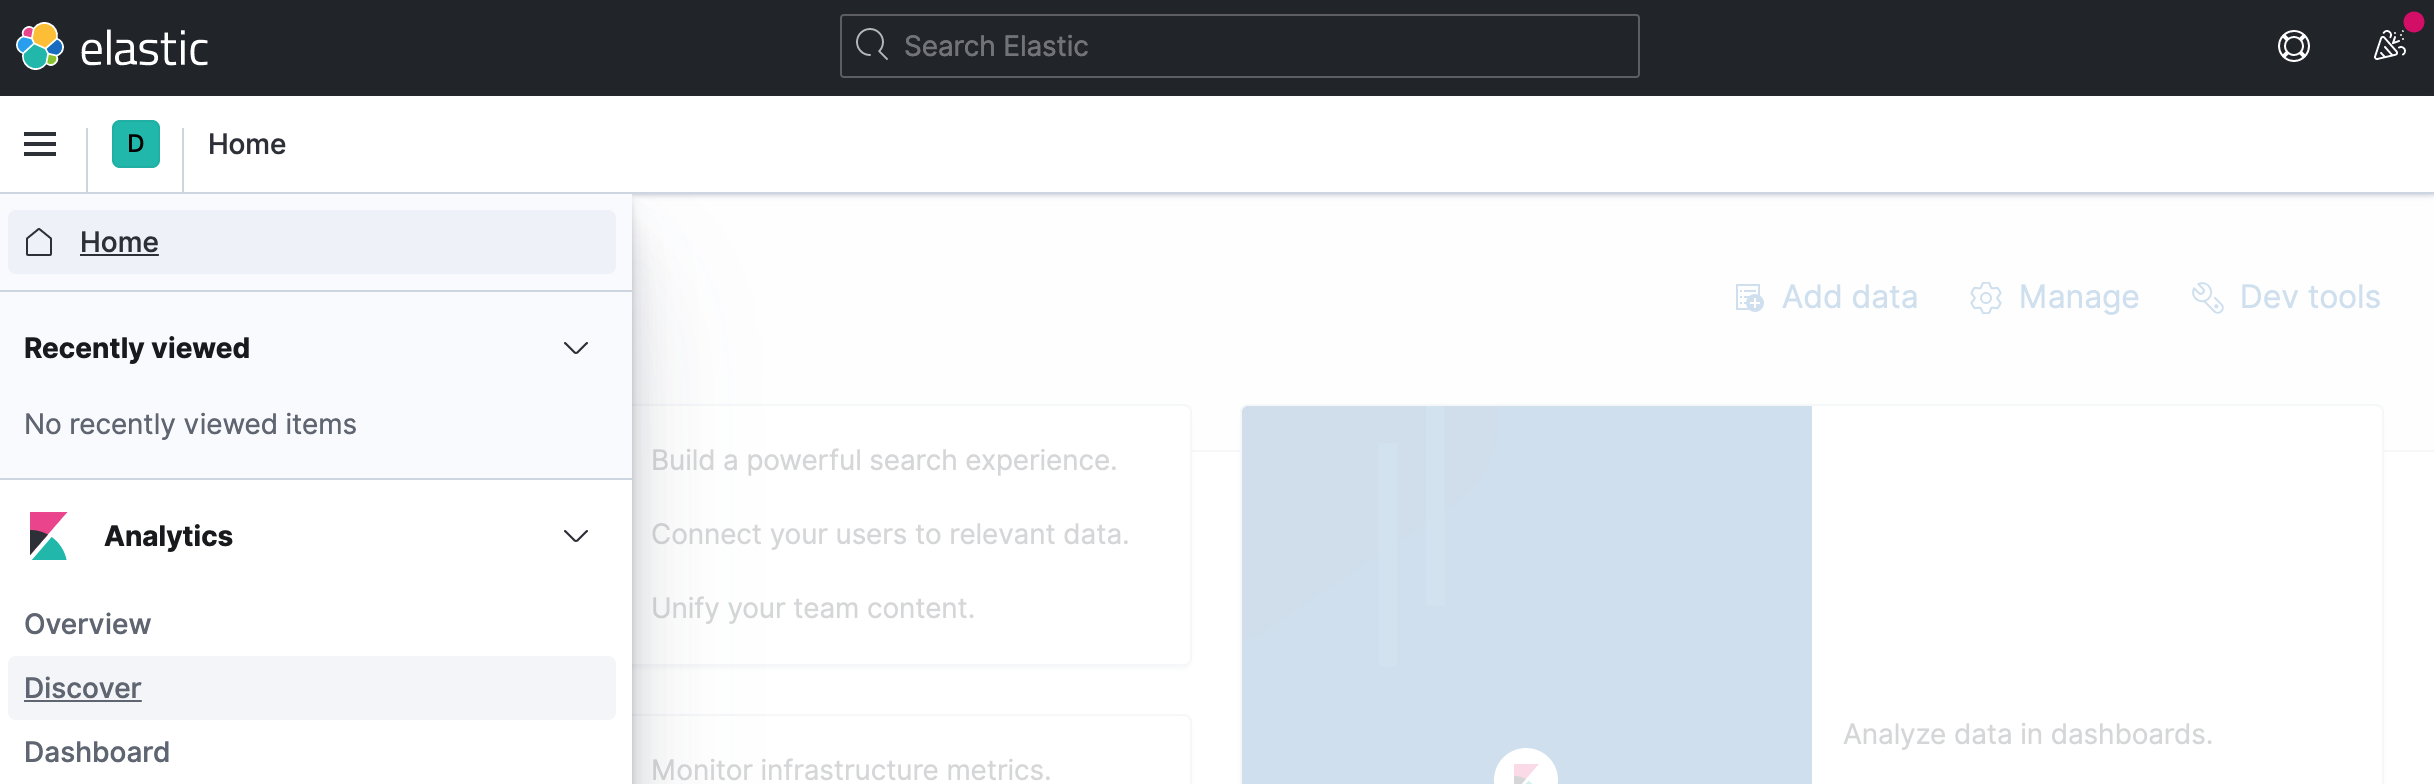 elastic
Search Elastic
D
Home
Home
Recently viewed
No recently viewed items
Analytics
Overview
Discover
Dashboard
Add data
Manage
Dev tools
Build a powerful search experience.
Connect your users to relevant data.
Unify your team content.
Monitor infrastructure metrics.
Analyze data in dashboards.